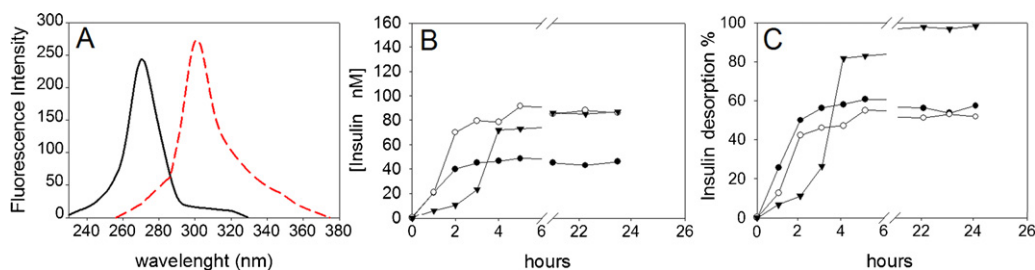 A
Fluorescence Intensity
300
250
200
150
100
50
0
240 260 280 300 320 340 360 380
wavelenght (nm)
B
[Insulin nM]
200
180
160
140
120
100
80
60
40
20
0
0 2 4 6 22 24 26
hours
C
Insulin desorption %
100
80
60
40
20
0
0 2 4 6 22 24 26
hours